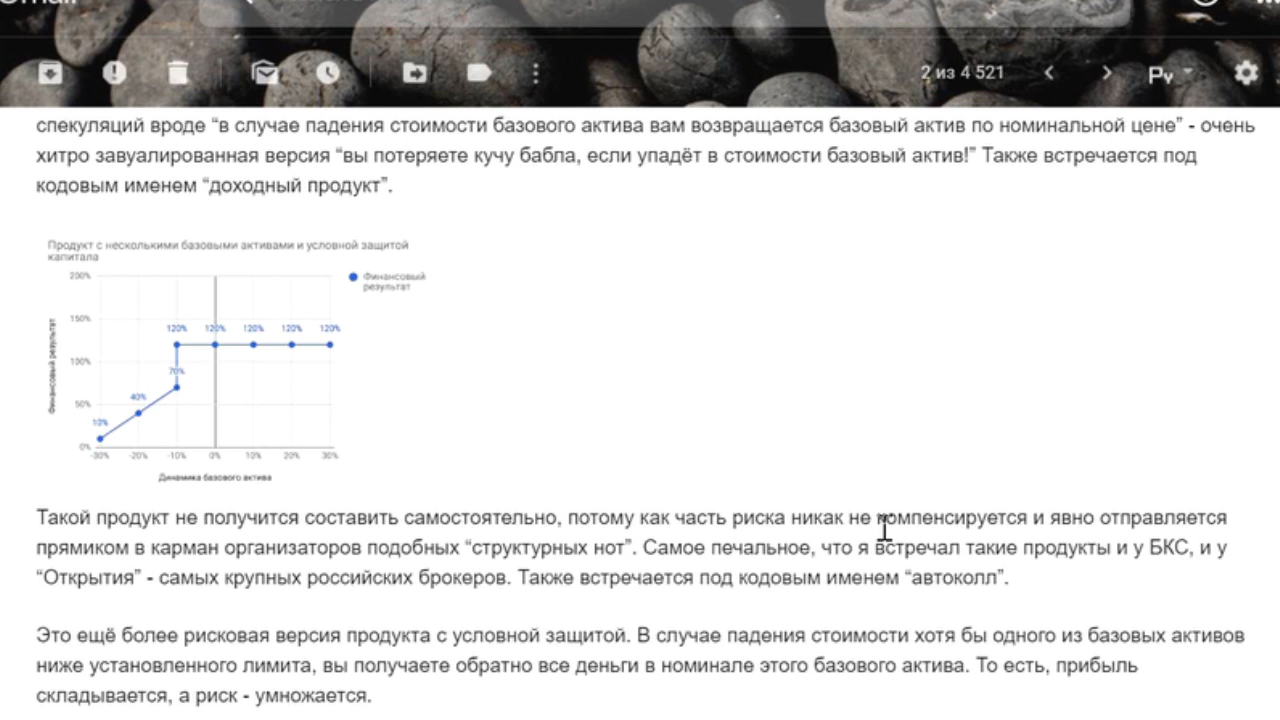 2 из 4 521
Ру
спекуляций вроде “в случае падения стоимости базового актива вам возвращается базовый актив по номинальной цене” - очень
хитро завуалированная версия “вы потеряете кучу бабла, если упадёт в стоимости базовый актив!” Также встречается под
кодовым именем “доходный продукт”.
Продукт с несколькими базовыми активами и условной защитой
капитала
200%
150%
100%
50%
0%
Финансовый результат
120% 120% 120% 120% 120%
70%
40%
10%
-30% -20% -10% 0% 10% 20% 30%
Динамика базового актива
Финансовый
результат
Такой продукт не получится составить самостоятельно, потому как часть риска никак не компенсируется и явно отправляется
прямиком в карман организаторов подобных “структурных нот”. Самое печальное, что я встречал такие продукты и у БКС, и у
“Открытия” - самых крупных российских брокеров. Также встречается под кодовым именем “автоколл”.
Это ещё более рисковая версия продукта с условной защитой. В случае падения стоимости хотя бы одного из базовых активов
ниже установленного лимита, вы получаете обратно все деньги в номинале этого базового актива. То есть, прибыль
складывается, а риск - умножается.